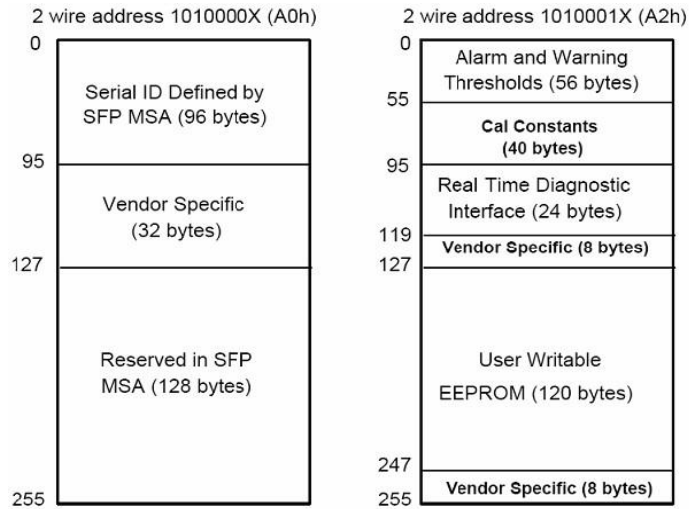 2 wire address 1010000X (A0h)
0
Serial ID Defined by
SFP MSA (96 bytes)
95
Vendor Specific
(32 bytes)
127
Reserved in SFP
MSA (128 bytes)
255
2 wire address 1010001X (A2h)
0
Alarm and Warning
Thresholds (56 bytes)
55
Cal Constants
(40 bytes)
95
Real Time Diagnostic
Interface (24 bytes)
119
Vendor Specific (8 bytes)
127
User Writable
EEPROM (120 bytes)
247
Vendor Specific (8 bytes)
255